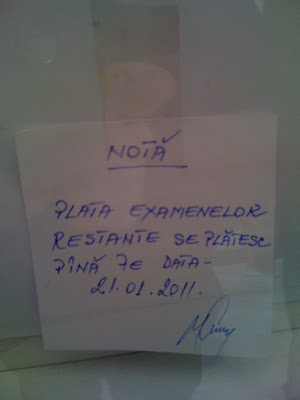 NOTĂ
PLATA EXAMENELOR
RESTANTE SE PLĂTESC
PÎNĂ PE DATA -
21.01.2011.